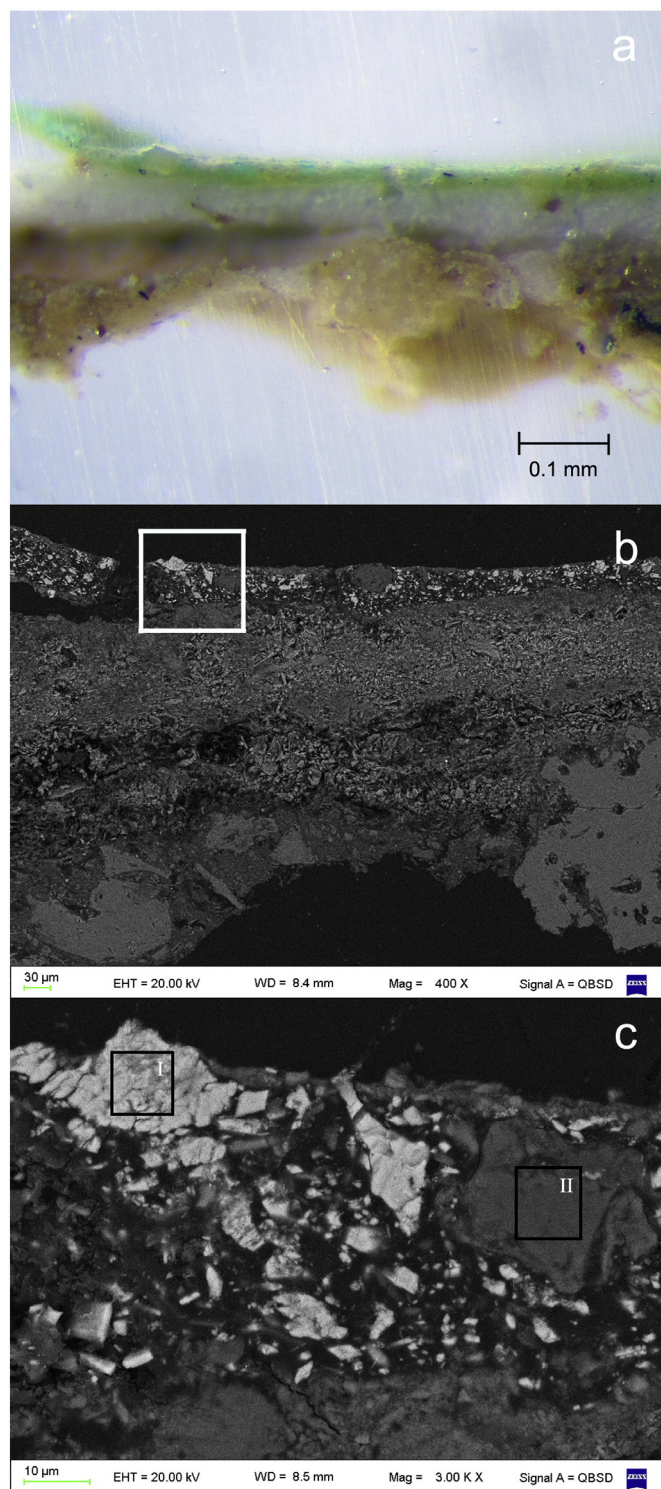 a
0.1 mm
b
30 µm EHT = 20.00 kV WD = 8.4 mm Mag = 400 X Signal A = QBSD ZEISS
c
I
II
10 µm EHT = 20.00 kV WD = 8.5 mm Mag = 3.00 K X Signal A = QBSD ZEISS